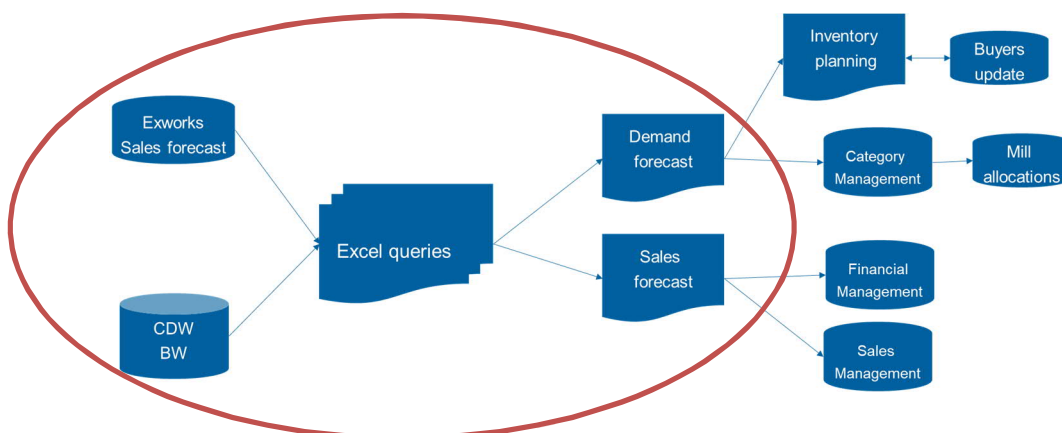 Inventory
planning
Buyers
update
Exworks
Sales forecast
Demand
forecast
Category
Management
Mill
allocations
Excel queries
Sales
forecast
Financial
Management
CDW
BW
Sales
Management